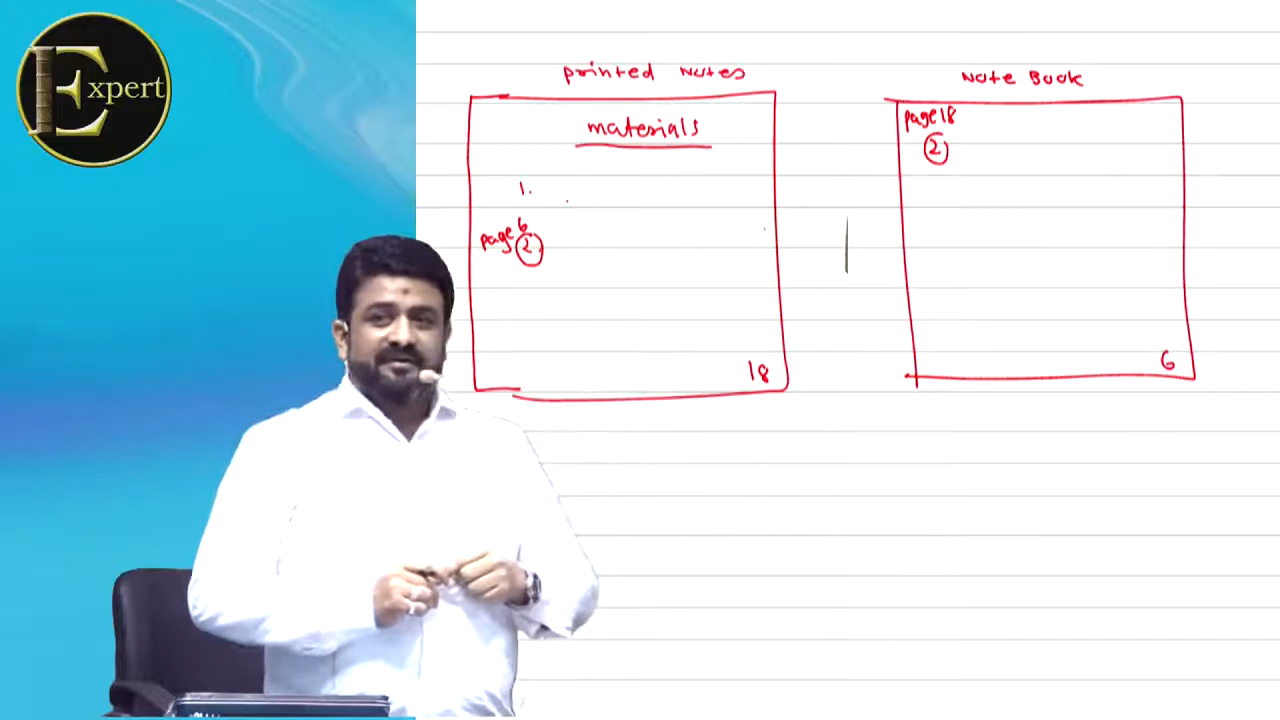 Expert
Printed Notes
materials
1.
page 6
2.
18
Note Book
page 18
2
6